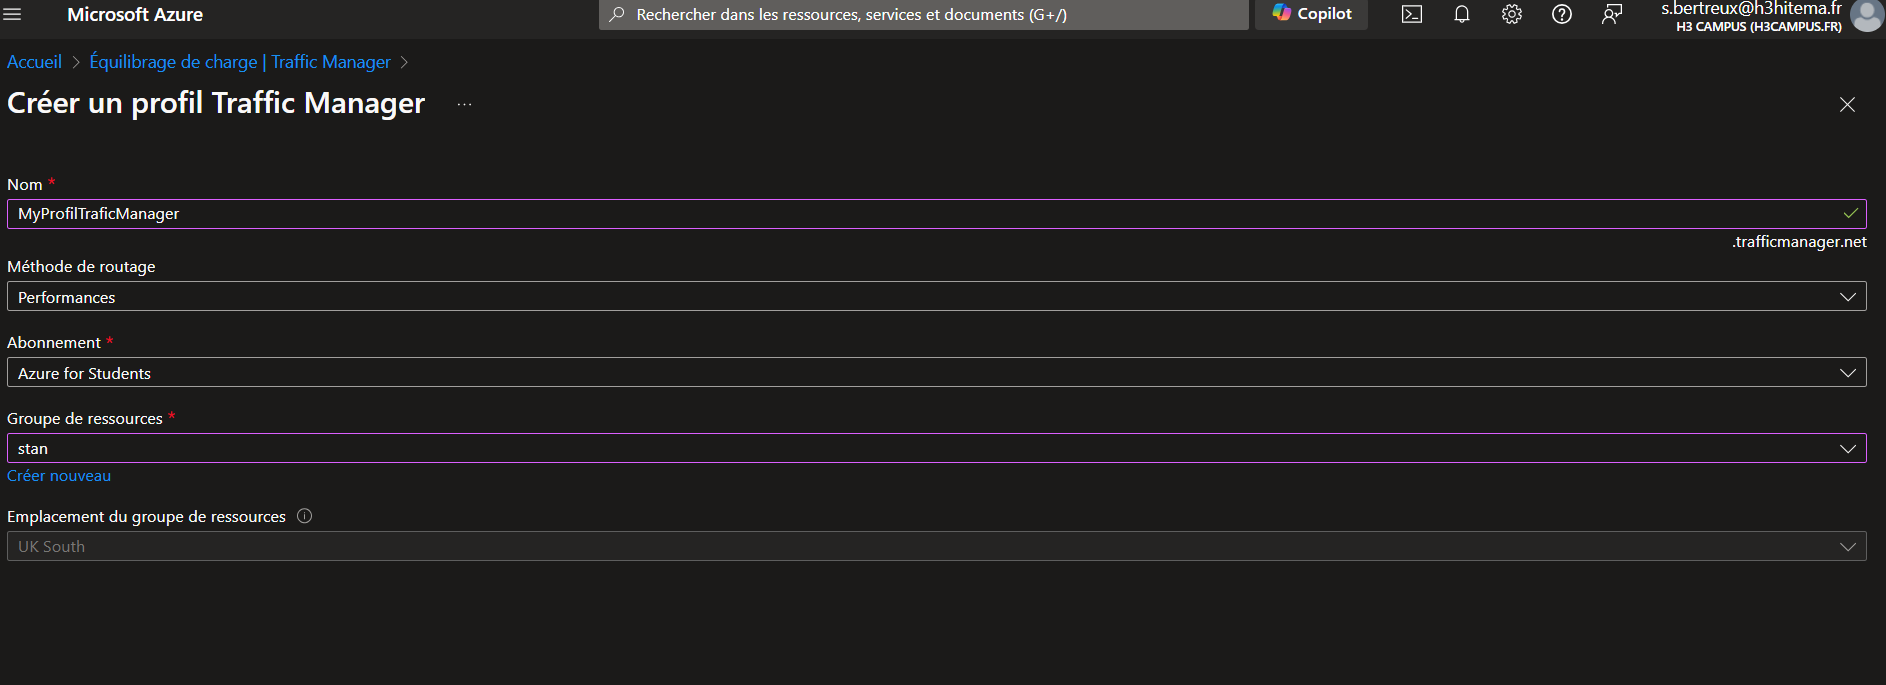 Microsoft Azure
Rechercher dans les ressources, services et documents (G+/)
Copilot
s.bertreux@h3hitema.fr
H3 CAMPUS (H3CAMPUS.FR)
Accueil > Équilibrage de charge | Traffic Manager >
Créer un profil Traffic Manager ...
Nom *
MyProfilTraficManager
.trafficmanager.net
Méthode de routage
Performances
Abonnement *
Azure for Students
Groupe de ressources *
stan
Créer nouveau
Emplacement du groupe de ressources
UK South